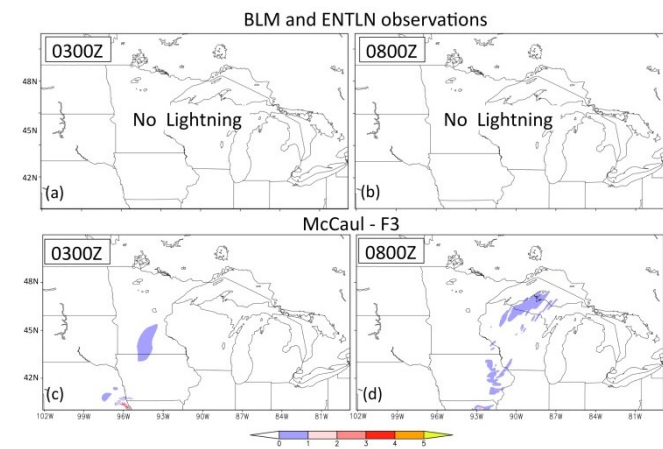 BLM and ENTLN observations
0300Z
0800Z
48N
No Lightning
No Lightning
45N
42N
(a)
(b)
McCaul - F3
0300Z
0800Z
48N
45N
42N
(c)
(d)
102W 99W 96W 93W 90W 87W 84W 81W 102W 99W 96W 93W 90W 87W 84W 81W
0 1 2 3 4 5